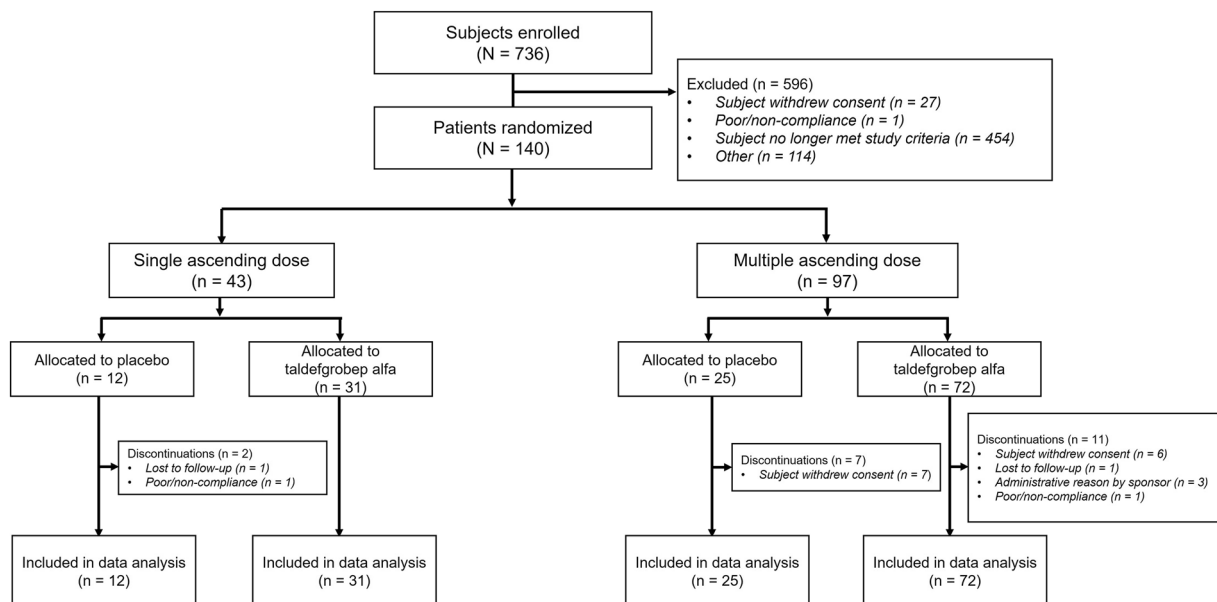 Subjects enrolled
(N = 736)
Excluded (n = 596)
• Subject withdrew consent (n = 27)
• Poor/non-compliance (n = 1)
• Subject no longer met study criteria (n = 454)
• Other (n = 114)
Patients randomized
(N = 140)
Single ascending dose
(n = 43)
Multiple ascending dose
(n = 97)
Allocated to placebo
(n = 12)
Allocated to
taldefgrobep alfa
(n = 31)
Allocated to placebo
(n = 25)
Allocated to
taldefgrobep alfa
(n = 72)
Discontinuations (n = 2)
• Lost to follow-up (n = 1)
• Poor/non-compliance (n = 1)
Discontinuations (n = 7)
• Subject withdrew consent (n = 7)
Discontinuations (n = 11)
• Subject withdrew consent (n = 6)
• Lost to follow-up (n = 1)
• Administrative reason by sponsor (n = 3)
• Poor/non-compliance (n = 1)
Included in data analysis
(n = 12)
Included in data analysis
(n = 31)
Included in data analysis
(n = 25)
Included in data analysis
(n = 72)